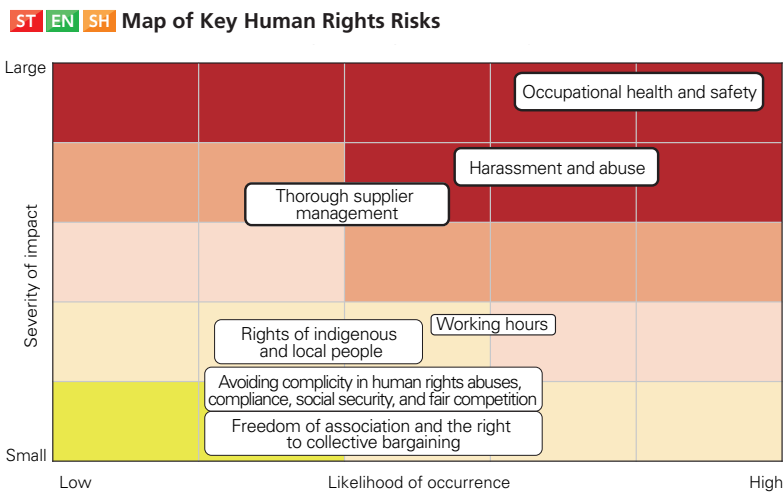 ST EN SH Map of Key Human Rights Risks
Large
Occupational health and safety
Harassment and abuse
Thorough supplier
management
Severity of impact
Working hours
Rights of indigenous
and local people
Avoiding complicity in human rights abuses,
compliance, social security, and fair competition
Freedom of association and the right
to collective bargaining
Small
Low
Likelihood of occurrence
High